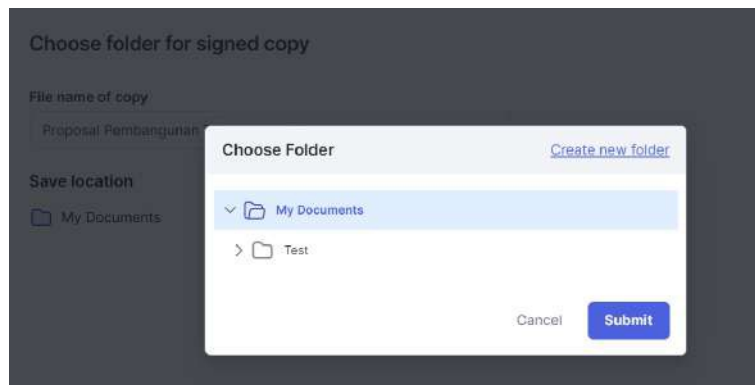 Choose folder for signed copy
File name of copy
Proposal Pembangunan
Save location
My Documents
Choose Folder
Create new folder
My Documents
Test
Cancel
Submit